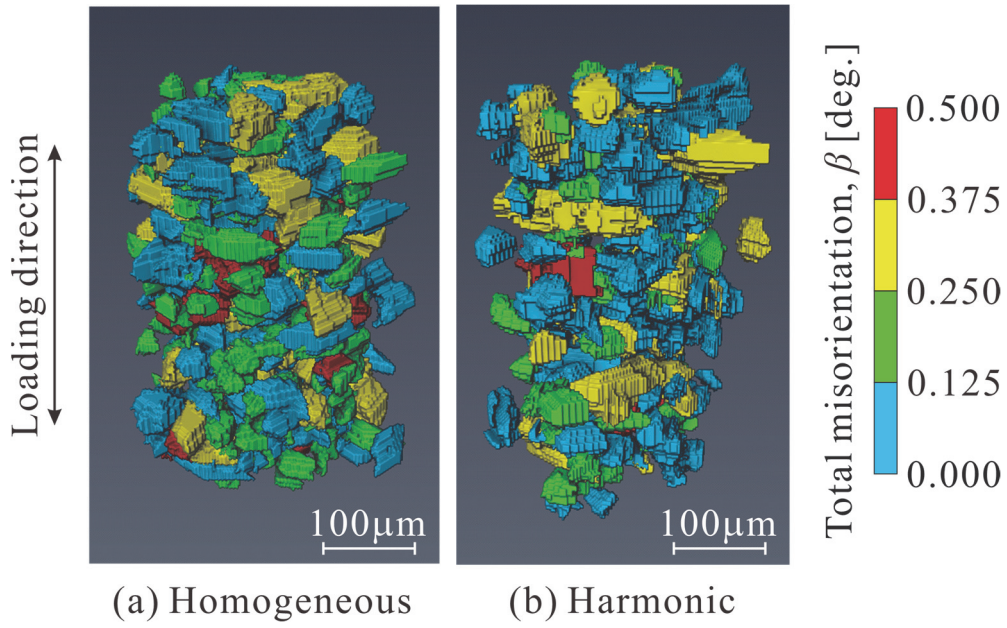 Loading direction
100μm
(a) Homogeneous
100μm
(b) Harmonic
Total misorientation, β [deg.]
0.500
0.375
0.250
0.125
0.000